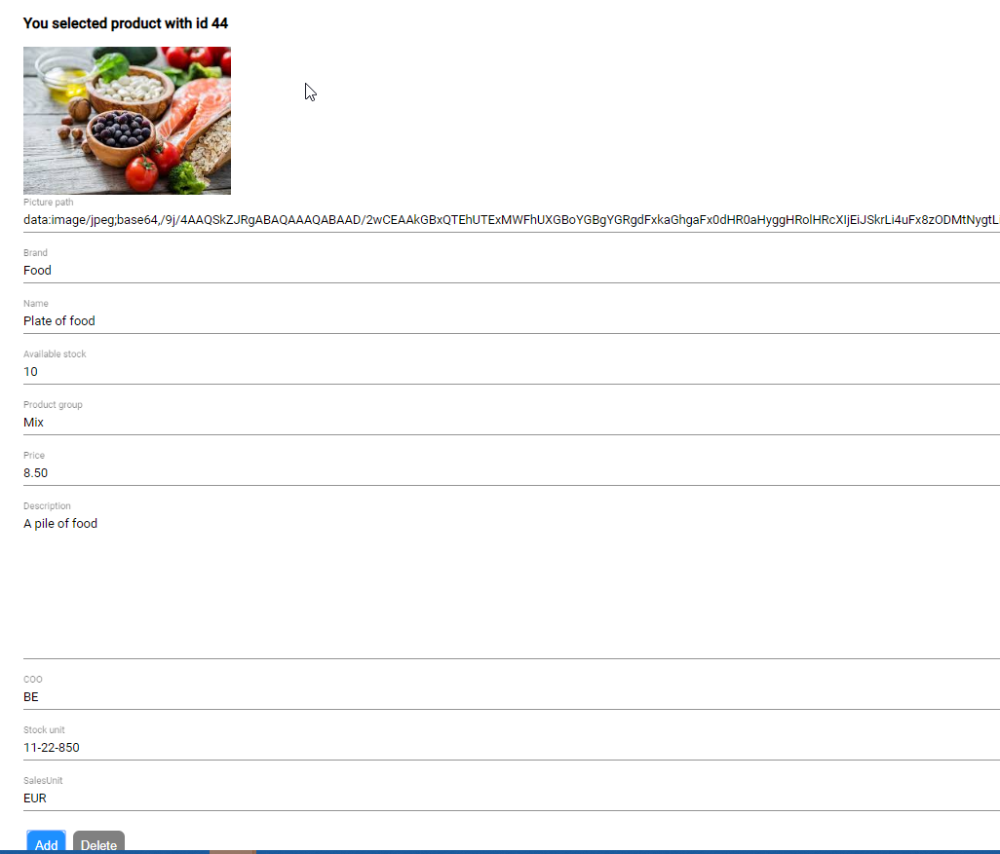 You selected product with id 44
Picture path
data:image/jpeg;base64,/9j/4AAQSkZJRgABAQAAAQABAAD/2wCEAAkGBxQTEhUTExMWFhUXGBoYGBgYGRgdFxkaGhgaFx0dHR0aHyggHRolHRcXIjEiJSkrLi4uFx8zODMtNygtL
Brand
Food
Name
Plate of food
Available stock
10
Product group
Mix
Price
8.50
Description
A pile of food
COO
BE
Stock unit
11-22-850
SalesUnit
EUR
Add Delete